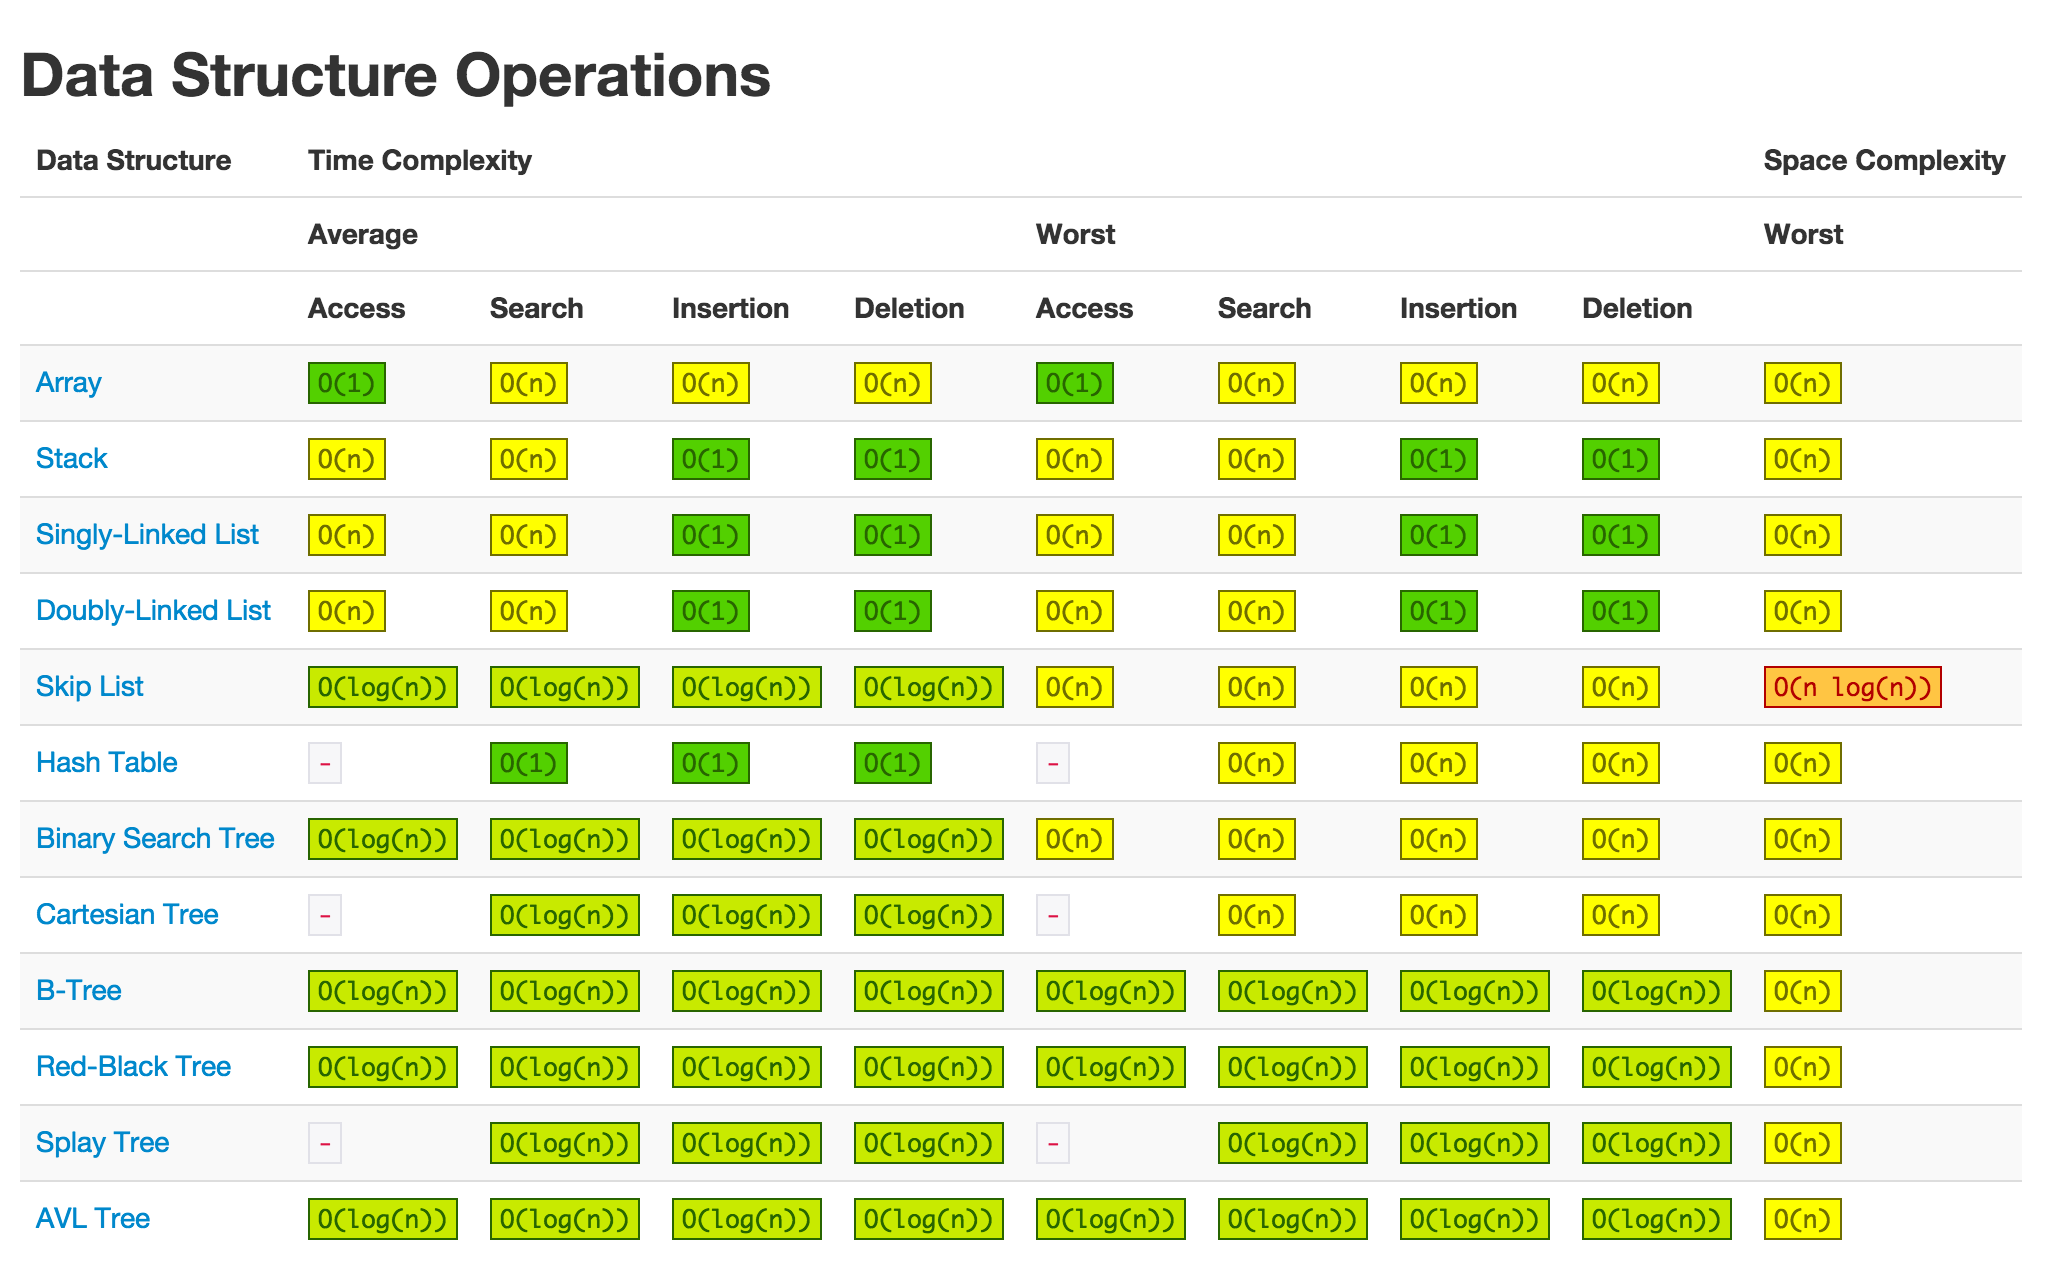 Data Structure Operations
Data Structure Time Complexity Space Complexity
Average Worst Worst
Access Search Insertion Deletion Access Search Insertion Deletion
Array O(1) O(n) O(n) O(n) O(1) O(n) O(n) O(n) O(n)
Stack O(n) O(n) O(1) O(1) O(n) O(n) O(1) O(1) O(n)
Singly-Linked List O(n) O(n) O(1) O(1) O(n) O(n) O(1) O(1) O(n)
Doubly-Linked List O(n) O(n) O(1) O(1) O(n) O(n) O(1) O(1) O(n)
Skip List O(log(n)) O(log(n)) O(log(n)) O(log(n)) O(n) O(n) O(n) O(n) O(n log(n))
Hash Table - O(1) O(1) O(1) - O(n) O(n) O(n) O(n)
Binary Search Tree O(log(n)) O(log(n)) O(log(n)) O(log(n)) O(n) O(n) O(n) O(n) O(n)
Cartesian Tree - O(log(n)) O(log(n)) O(log(n)) - O(n) O(n) O(n) O(n)
B-Tree O(log(n)) O(log(n)) O(log(n)) O(log(n)) O(log(n)) O(log(n)) O(log(n)) O(log(n)) O(n)
Red-Black Tree O(log(n)) O(log(n)) O(log(n)) O(log(n)) O(log(n)) O(log(n)) O(log(n)) O(log(n)) O(n)
Splay Tree - O(log(n)) O(log(n)) O(log(n)) - O(log(n)) O(log(n)) O(log(n)) O(n)
AVL Tree O(log(n)) O(log(n)) O(log(n)) O(log(n)) O(log(n)) O(log(n)) O(log(n)) O(log(n)) O(n)